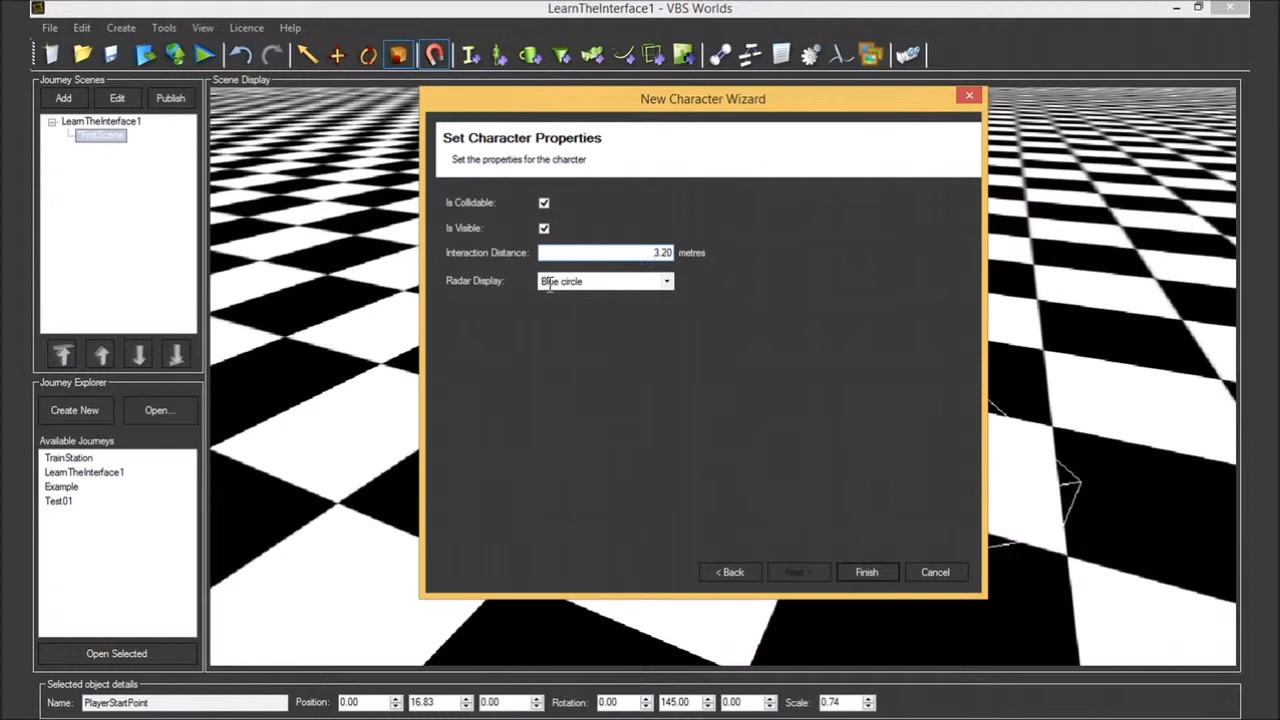 LearnTheInterface1 - VBS Worlds
File Edit Create Tools View Licence Help
Journey Scenes
Add Edit Publish
LearnTheInterface1
FirstScene
Journey Explorer
Create New Open...
Available Journeys
TrainStation
LearnTheInterface1
Example
Test01
Open Selected
Scene Display
New Character Wizard
Set Character Properties
Set the properties for the charcter
Is Collidable:
Is Visible:
Interaction Distance: 3.20 metres
Radar Display: Blue circle
< Back Next > Finish Cancel
Selected object details
Name: PlayerStartPoint Position: 0.00 16.83 0.00 Rotation: 0.00 145.00 0.00 Scale: 0.74